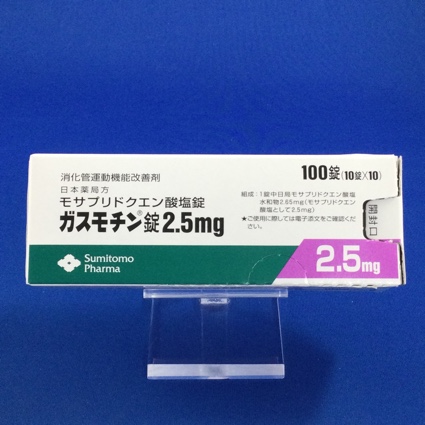 消化管運動機能改善剤
日本薬局方
モサプリドクエン酸塩錠
ガスモチン®錠2.5mg
Sumitomo
Pharma
100錠(10錠×10)
組成:1錠中日局モサプリドクエン酸塩
水和物2.65mg(モサプリドクエン
酸塩として2.5mg)
★ご使用に際しては電子添文をご確認くだ
さい。
開封口
2.5mg